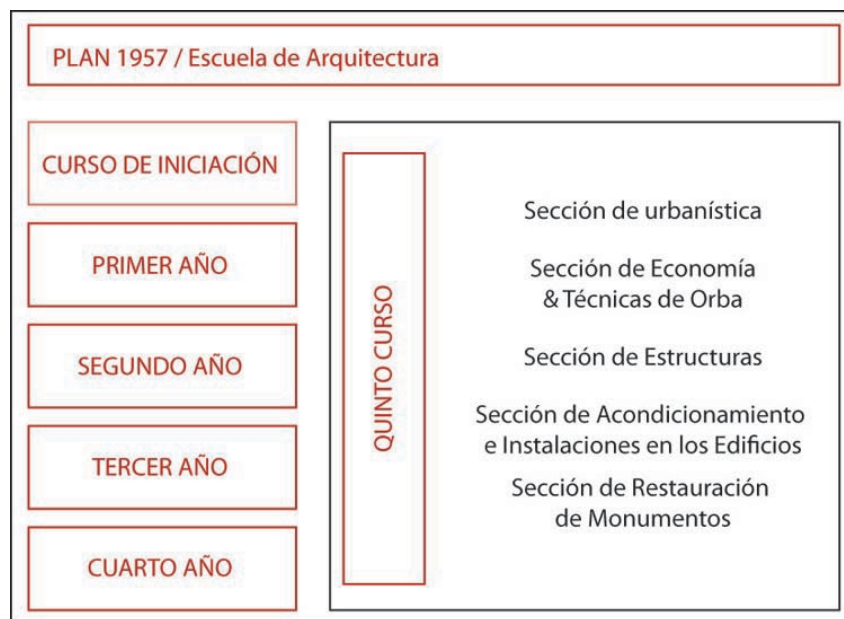 PLAN 1957 / Escuela de Arquitectura
CURSO DE INICIACIÓN
PRIMER AÑO
SEGUNDO AÑO
TERCER AÑO
CUARTO AÑO
QUINTO CURSO
Sección de urbanística
Sección de Economía
& Técnicas de Orba
Sección de Estructuras
Sección de Acondicionamiento
e Instalaciones en los Edificios
Sección de Restauración
de Monumentos